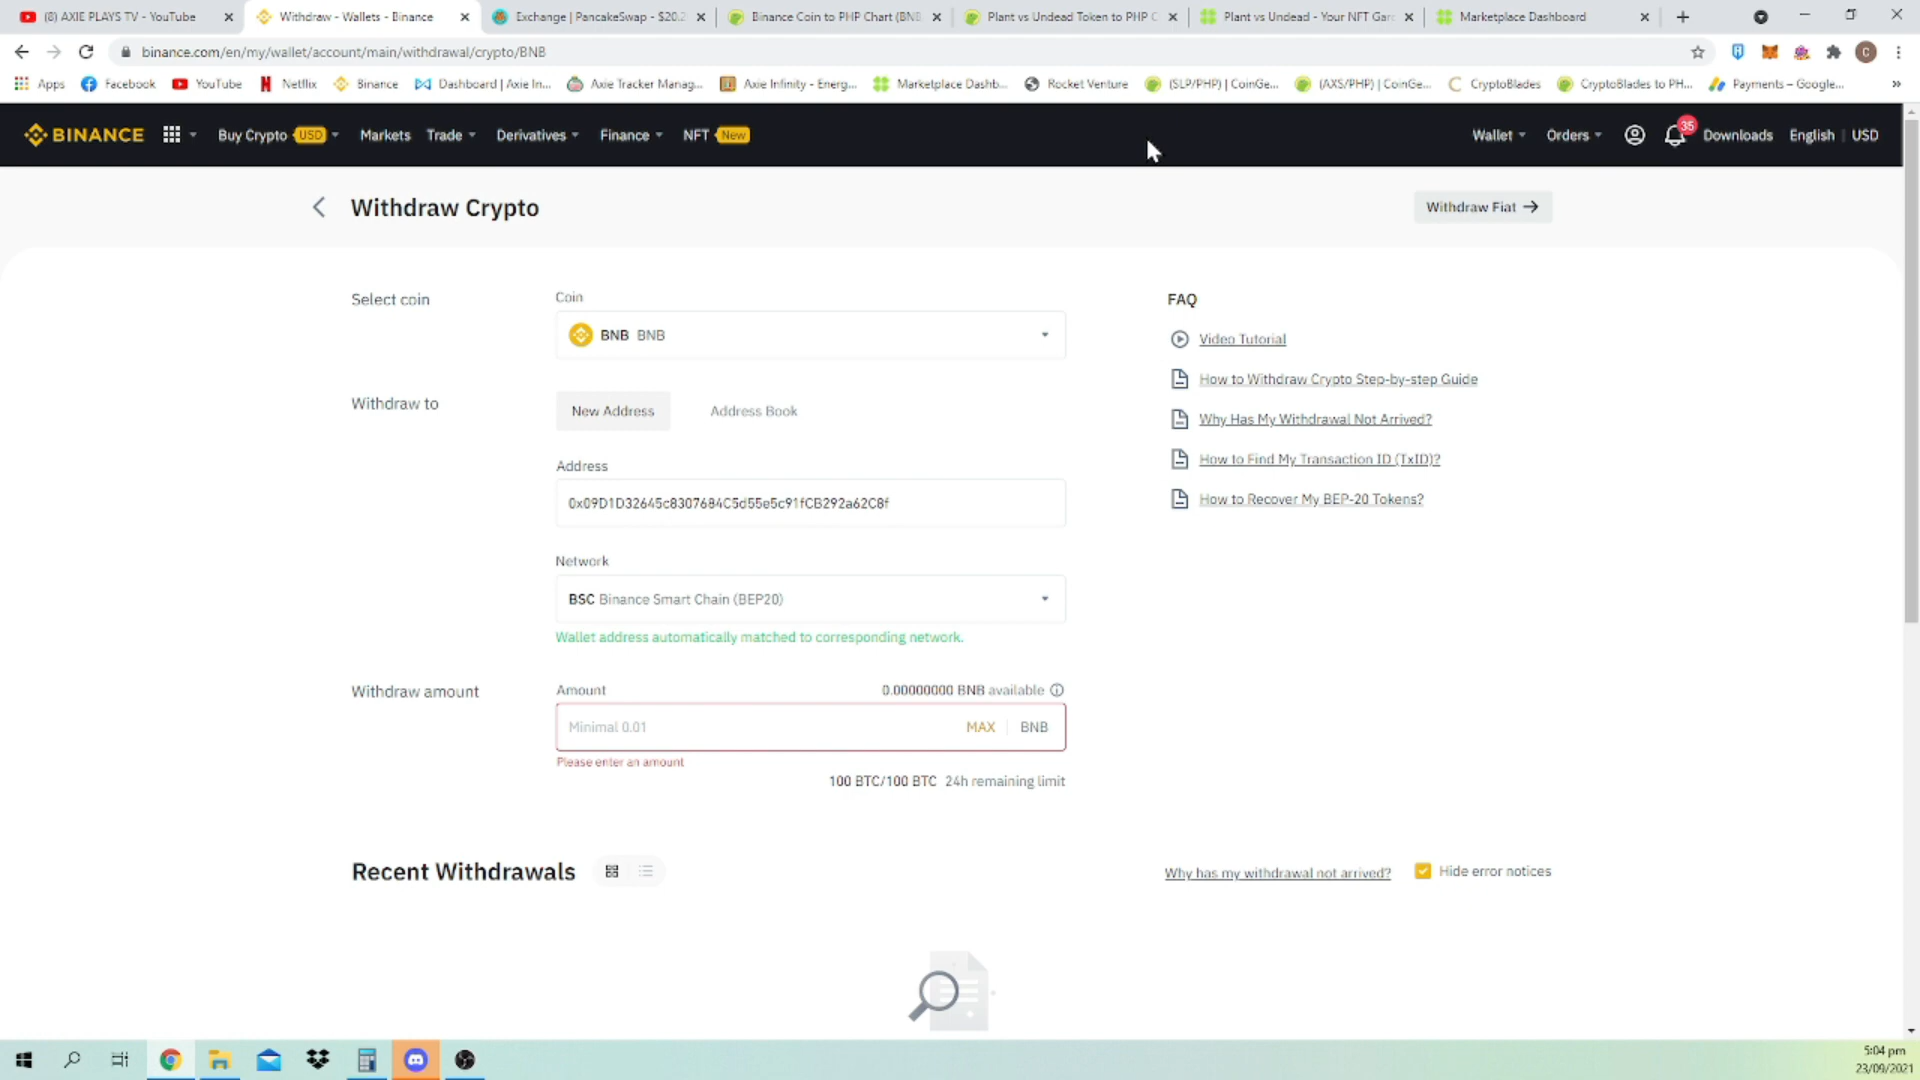 (8) AXIE PLAYS TV - YouTube
Withdraw - Wallets - Binance
Exchange | PancakeSwap - $20.2
Binance Coin to PHP Chart (BNB
Plant vs Undead Token to PHP C
Plant vs Undead - Your NFT Gar
Marketplace Dashboard
binance.com/en/my/wallet/account/main/withdrawal/crypto/BNB
C
Apps
Facebook
YouTube
Netflix
Binance
Dashboard | Axie In...
Axie Tracker Manag...
Axie Infinity - Energ...
Marketplace Dashb...
Rocket Venture
(SLP/PHP) | CoinGe...
(AXS/PHP) | CoinGe...
CryptoBlades
CryptoBlades to PH...
Payments – Google...
»
BINANCE
Buy Crypto USD
Markets
Trade
Derivatives
Finance
NFT New
Wallet
Orders
35
Downloads
English | USD
Withdraw Crypto
Withdraw Fiat →
Select coin
Coin
BNB BNB
Withdraw to
New Address
Address Book
Address
0x09D1D32645c8307684C5d55e5c91fCB292a62C8f
Network
BSC Binance Smart Chain (BEP20)
Wallet address automatically matched to corresponding network.
Withdraw amount
Amount
0.00000000 BNB available
Minimal 0.01
MAX | BNB
Please enter an amount
100 BTC/100 BTC 24h remaining limit
FAQ
Video Tutorial
How to Withdraw Crypto Step-by-step Guide
Why Has My Withdrawal Not Arrived?
How to Find My Transaction ID (TxID)?
How to Recover My BEP-20 Tokens?
Recent Withdrawals
Why has my withdrawal not arrived?
Hide error notices
5:04 pm
23/09/2021